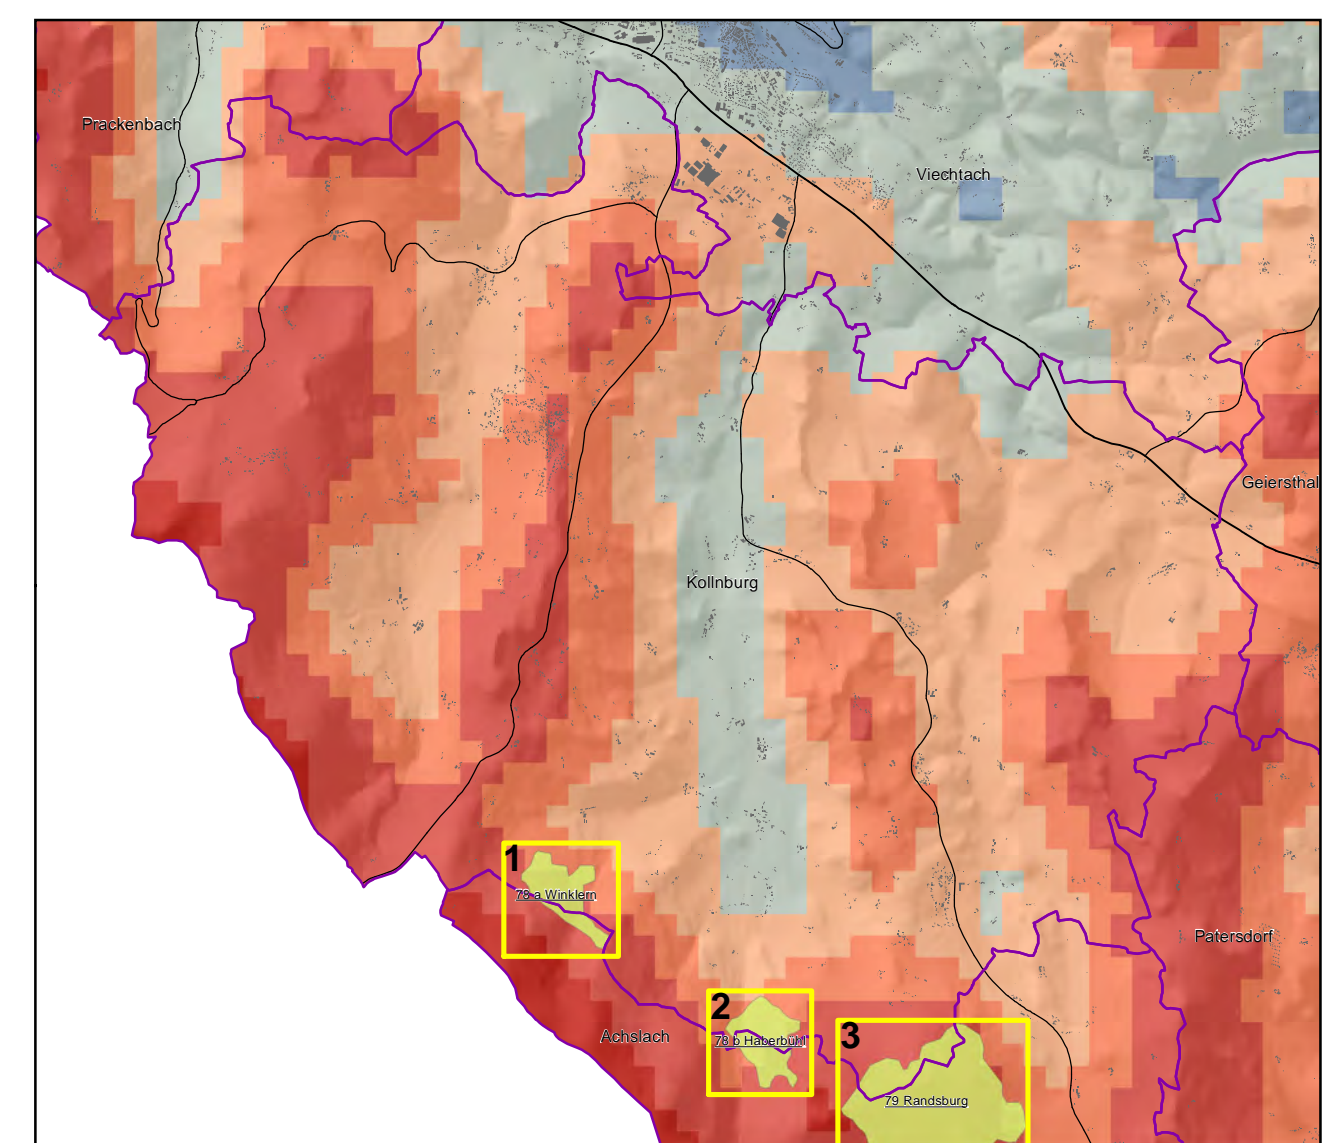 Prackenbach
Viechtach
Geiersthal
Kollnburg
1
78 a Winklern
Patersdorf
2
Achslach
3
78 b Haberbühl
79 Randsburg